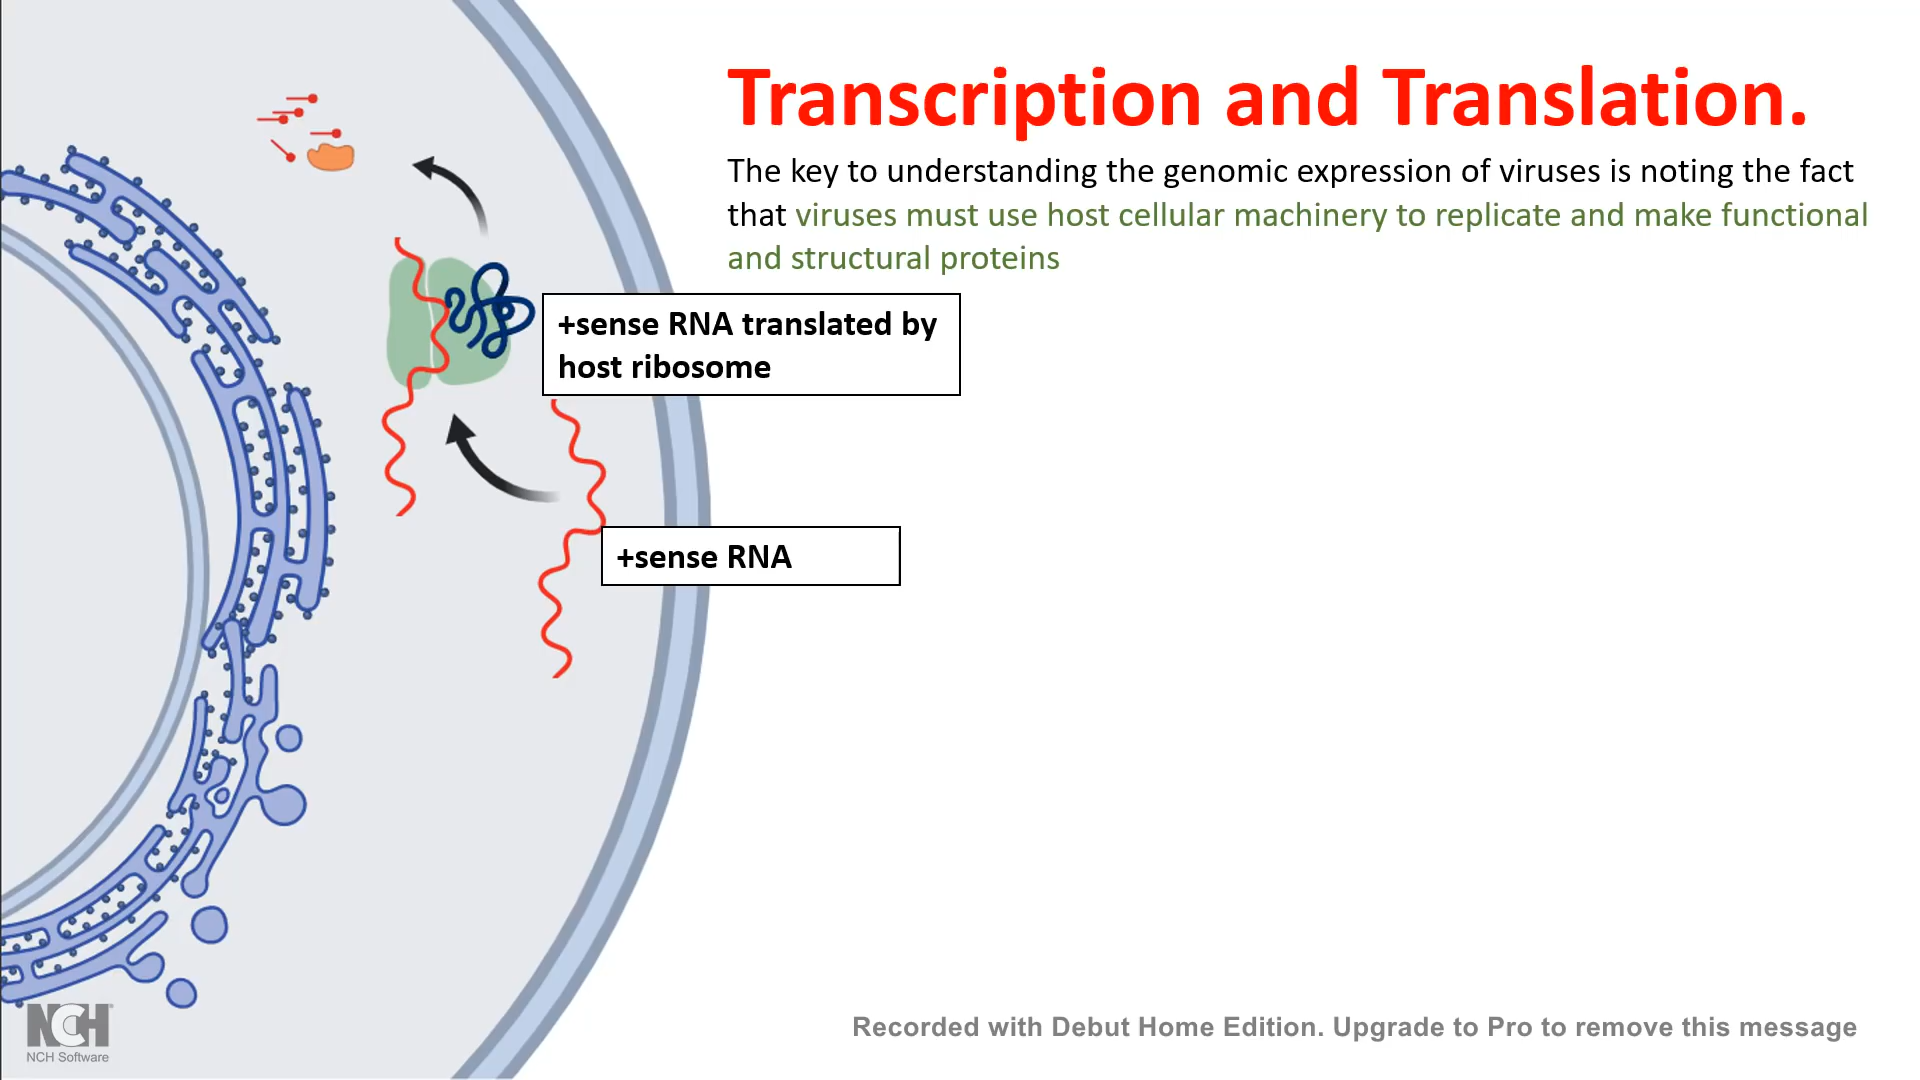 Transcription and Translation.
The key to understanding the genomic expression of viruses is noting the fact
that viruses must use host cellular machinery to replicate and make functional
and structural proteins
+sense RNA translated by
host ribosome
+sense RNA
NCH
NCH Software
Recorded with Debut Home Edition. Upgrade to Pro to remove this message